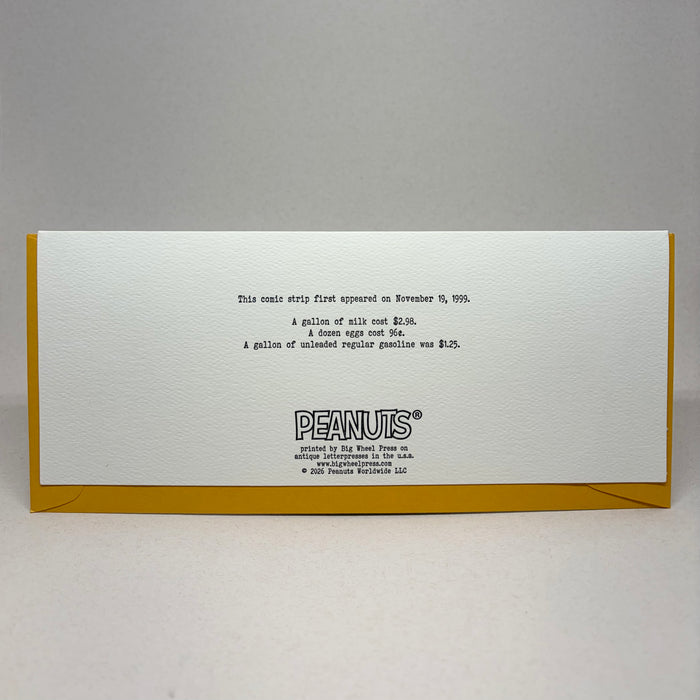 This comic strip first appeared on November 19, 1999.
A gallon of milk cost $2.98.
A dozen eggs cost 96¢.
A gallon of unleaded regular gasoline was $1.25.
PEANUTS®
printed by Big Wheel Press on
antique letterpresses in the u.s.a.
www.bigwheelpress.com
© 2026 Peanuts Worldwide LLC